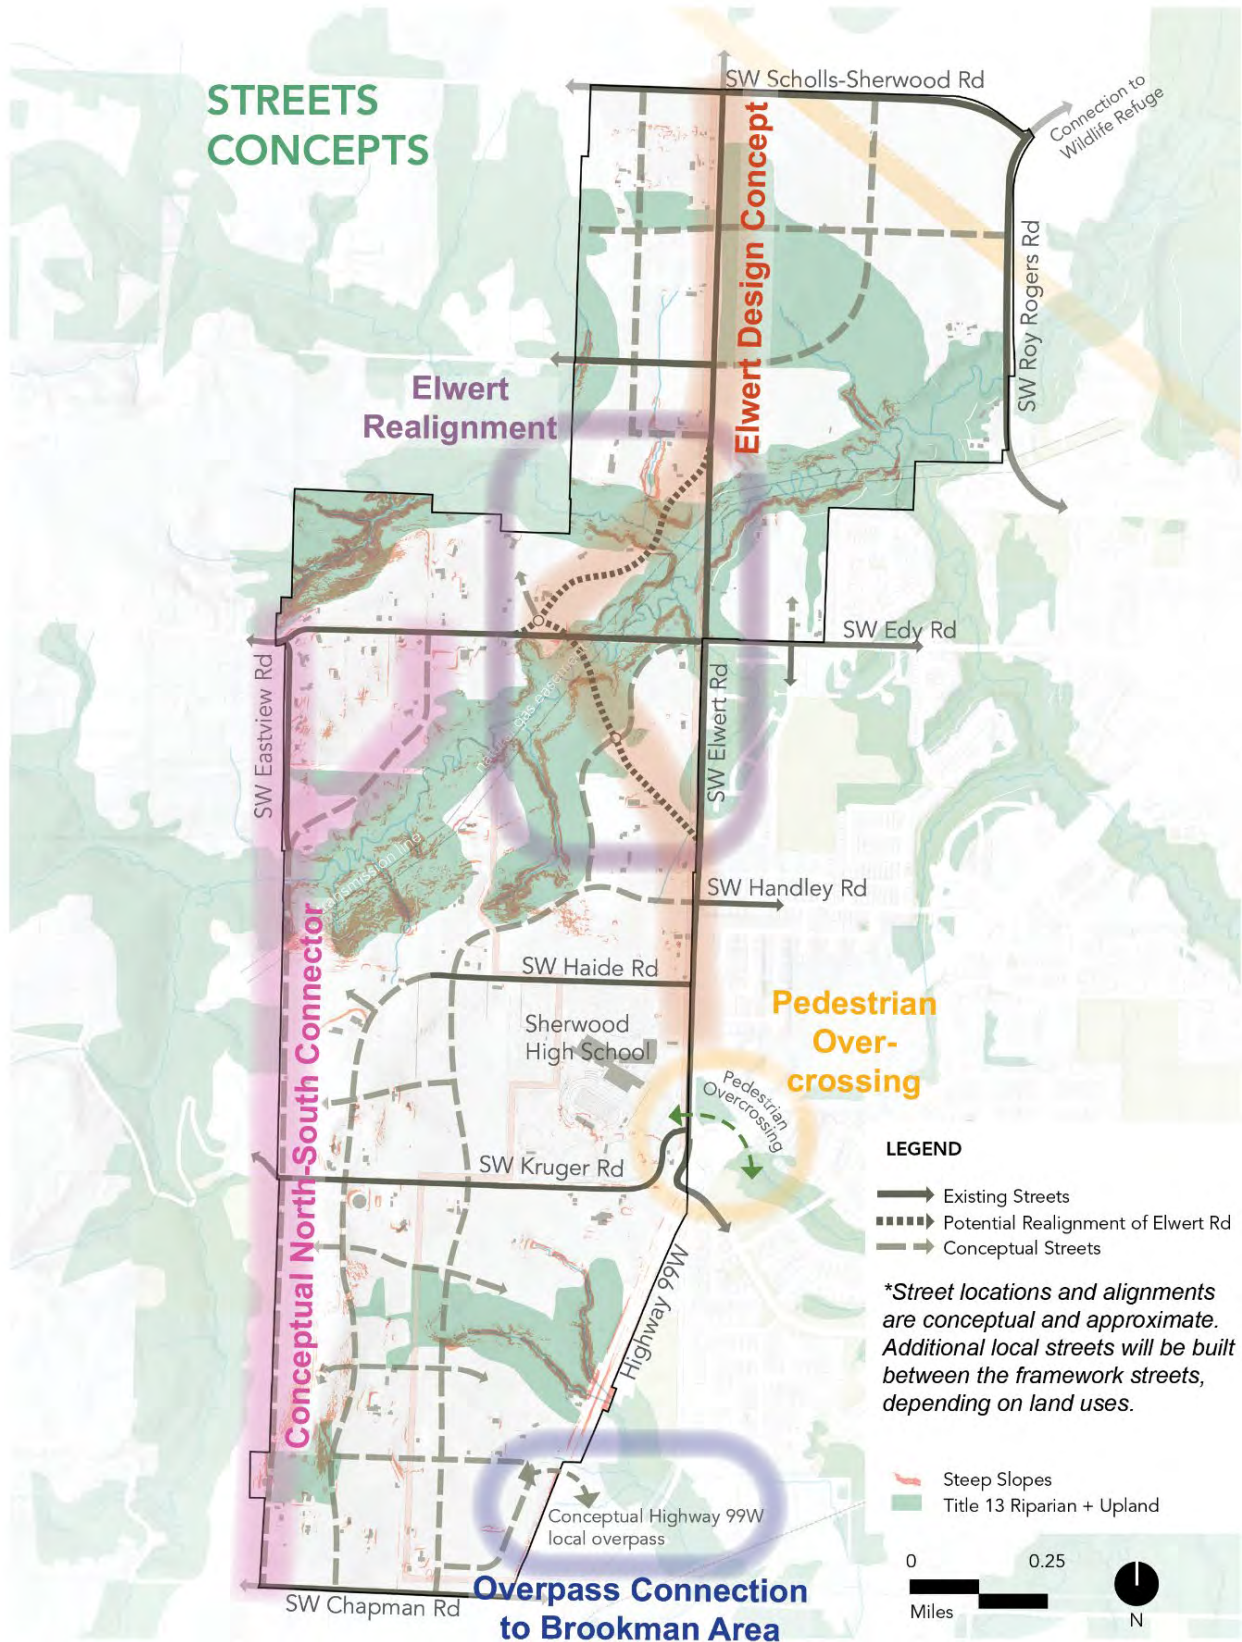 STREETS
CONCEPTS
SW Scholls-Sherwood Rd
Connection to
Wildlife Refuge
Elwert Design Concept
SW Roy Rogers Rd
Elwert
Realignment
SW Edy Rd
SW Eastview Rd
SW Elwert Rd
gas easement
transmission line
SW Handley Rd
SW Haide Rd
Sherwood
High School
Pedestrian
Over-
crossing
Pedestrian
Overcrossing
Conceptual North-South Connector
SW Kruger Rd
Highway 99W
LEGEND
Existing Streets
Potential Realignment of Elwert Rd
Conceptual Streets
*Street locations and alignments
are conceptual and approximate.
Additional local streets will be built
between the framework streets,
depending on land uses.
Steep Slopes
Title 13 Riparian + Upland
Conceptual Highway 99W
local overpass
0 0.25
Miles
N
SW Chapman Rd
Overpass Connection
to Brookman Area